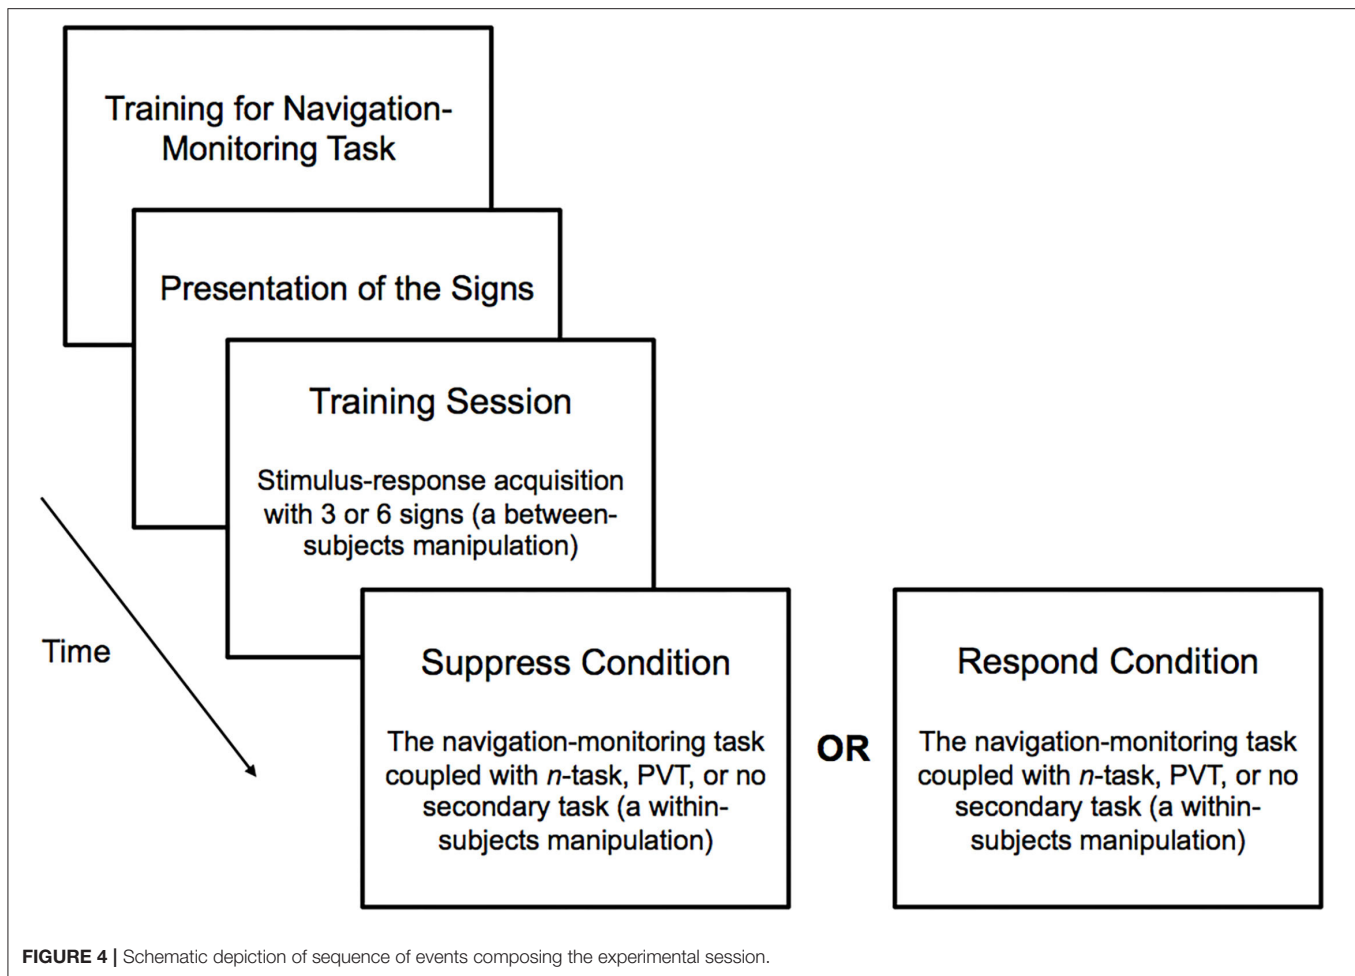 Training for Navigation-
Monitoring Task
Presentation of the Signs
Training Session
Stimulus-response acquisition
with 3 or 6 signs (a between-
subjects manipulation)
Time
Suppress Condition
The navigation-monitoring task
coupled with n-task, PVT, or no
secondary task (a within-
subjects manipulation)
OR
Respond Condition
The navigation-monitoring task
coupled with n-task, PVT, or no
secondary task (a within-
subjects manipulation)
FIGURE 4 | Schematic depiction of sequence of events composing the experimental session.